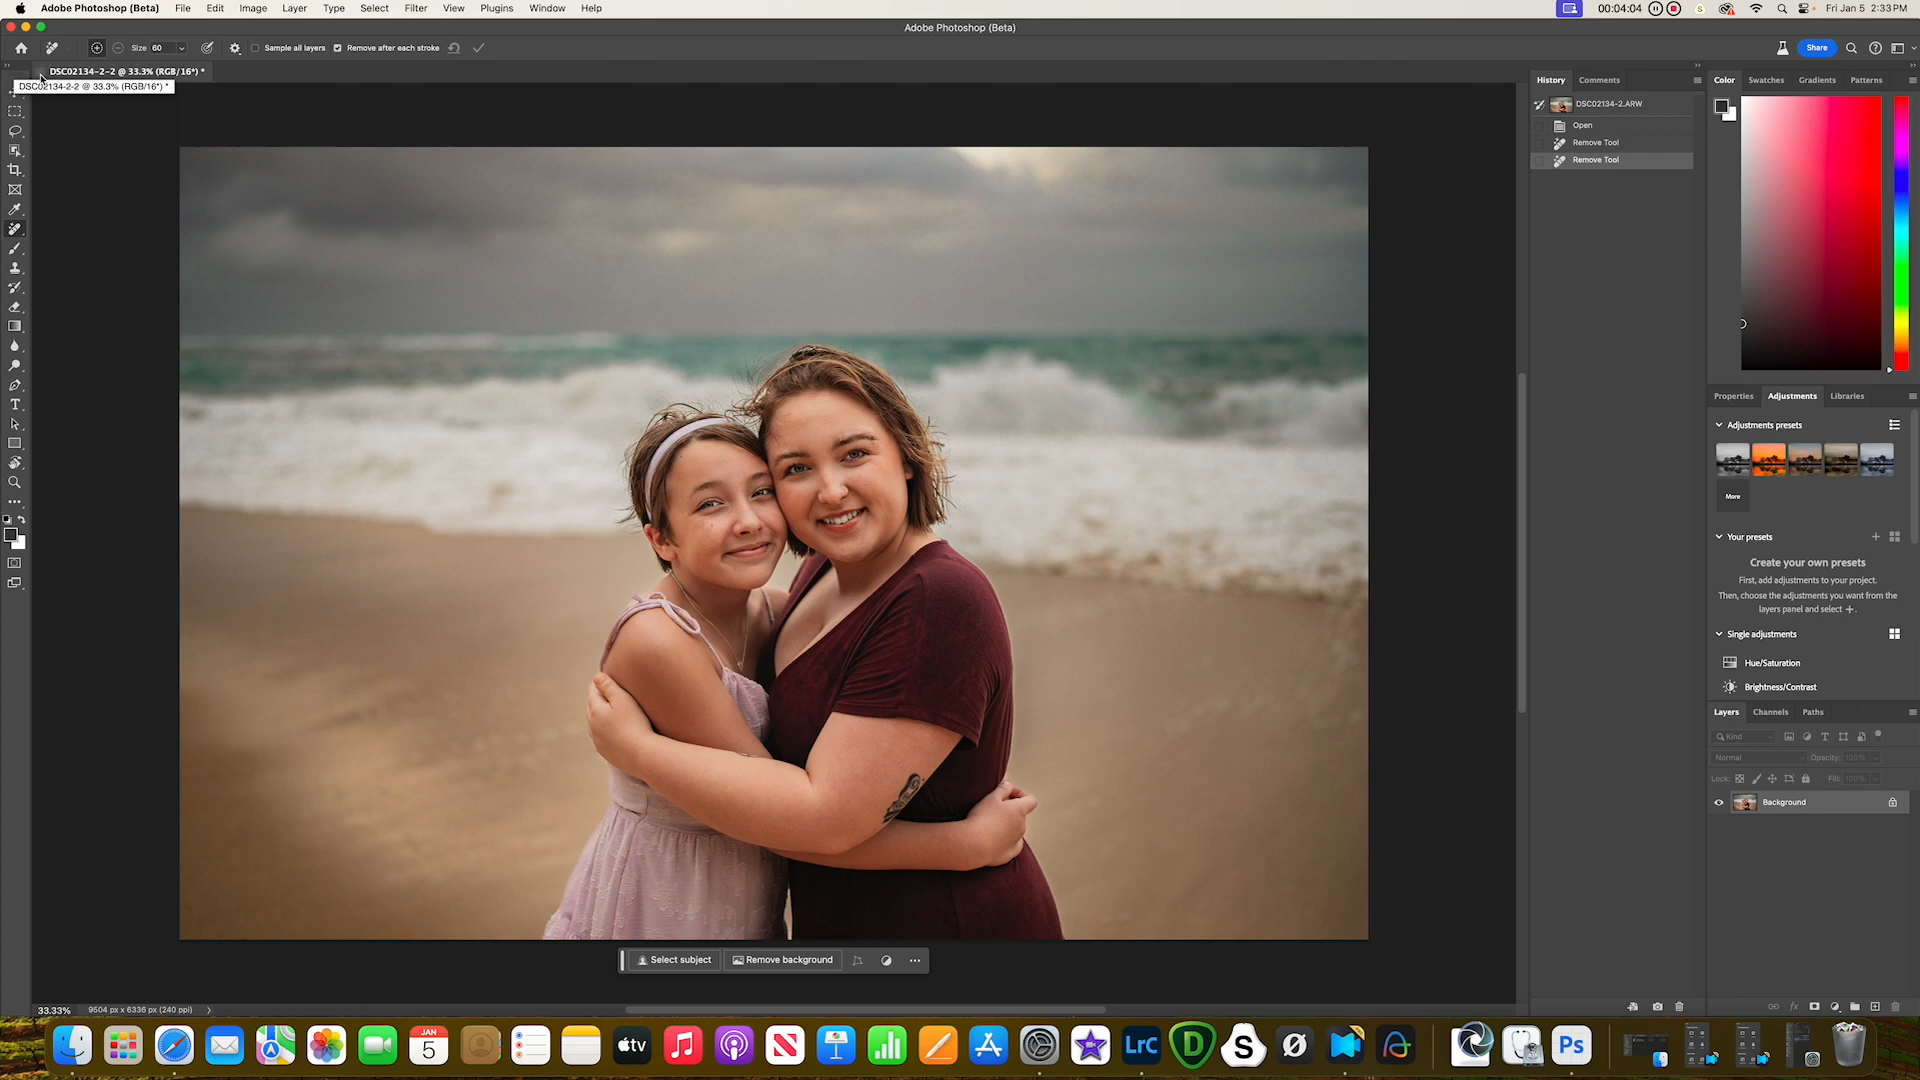 Adobe Photoshop (Beta) File Edit Image Layer Type Select Filter View Plugins Window Help
00:04:04 S Fri Jan 5 2:33 PM
Adobe Photoshop (Beta)
Size 60 Sample all layers Remove after each stroke Share
DSC02134-2-2 @ 33.3% (RGB/16*) *
DSC02134-2-2 @ 33.3% (RGB/16*) *
History Comments
DSC02134-2.ARW
Open
Remove Tool
Remove Tool
Color Swatches Gradients Patterns
Properties Adjustments Libraries
Adjustments presets
More
Your presets
Create your own presets
First, add adjustments to your project.
Then, choose the adjustments you want from the
layers panel and select +.
Single adjustments
Hue/Saturation
Brightness/Contrast
Layers Channels Paths
Kind
Normal Opacity: 100%
Lock: Fill: 100%
Background
Select subject Remove background
33.33% 9504 px x 6336 px (240 ppi)
JAN
5
tv
LrC
S
Ps